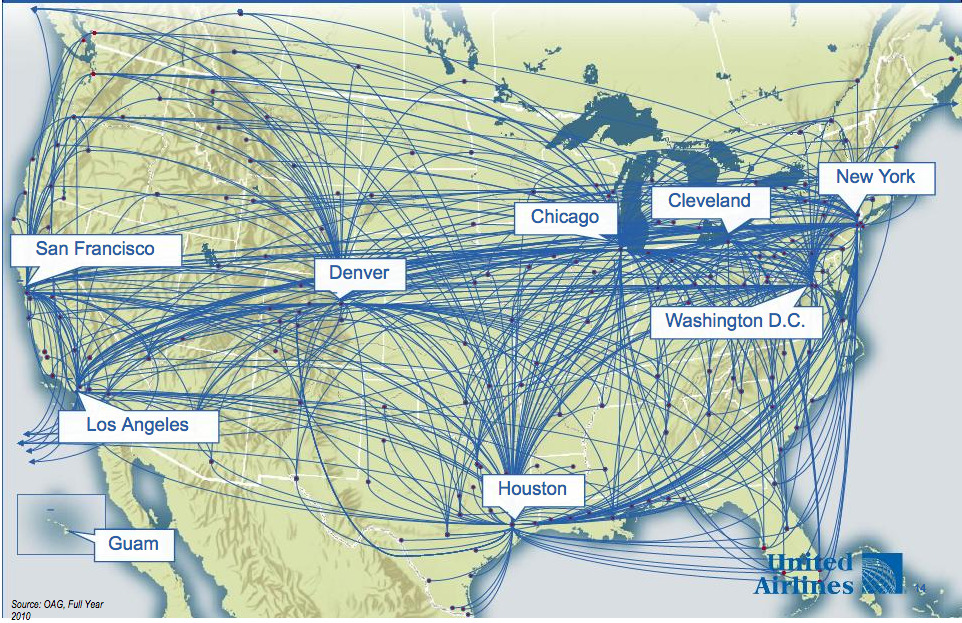 New York
Cleveland
Chicago
San Francisco
Denver
Washington D.C.
Los Angeles
Houston
Guam
United
Airlines
14
Source: OAG, Full Year
2010